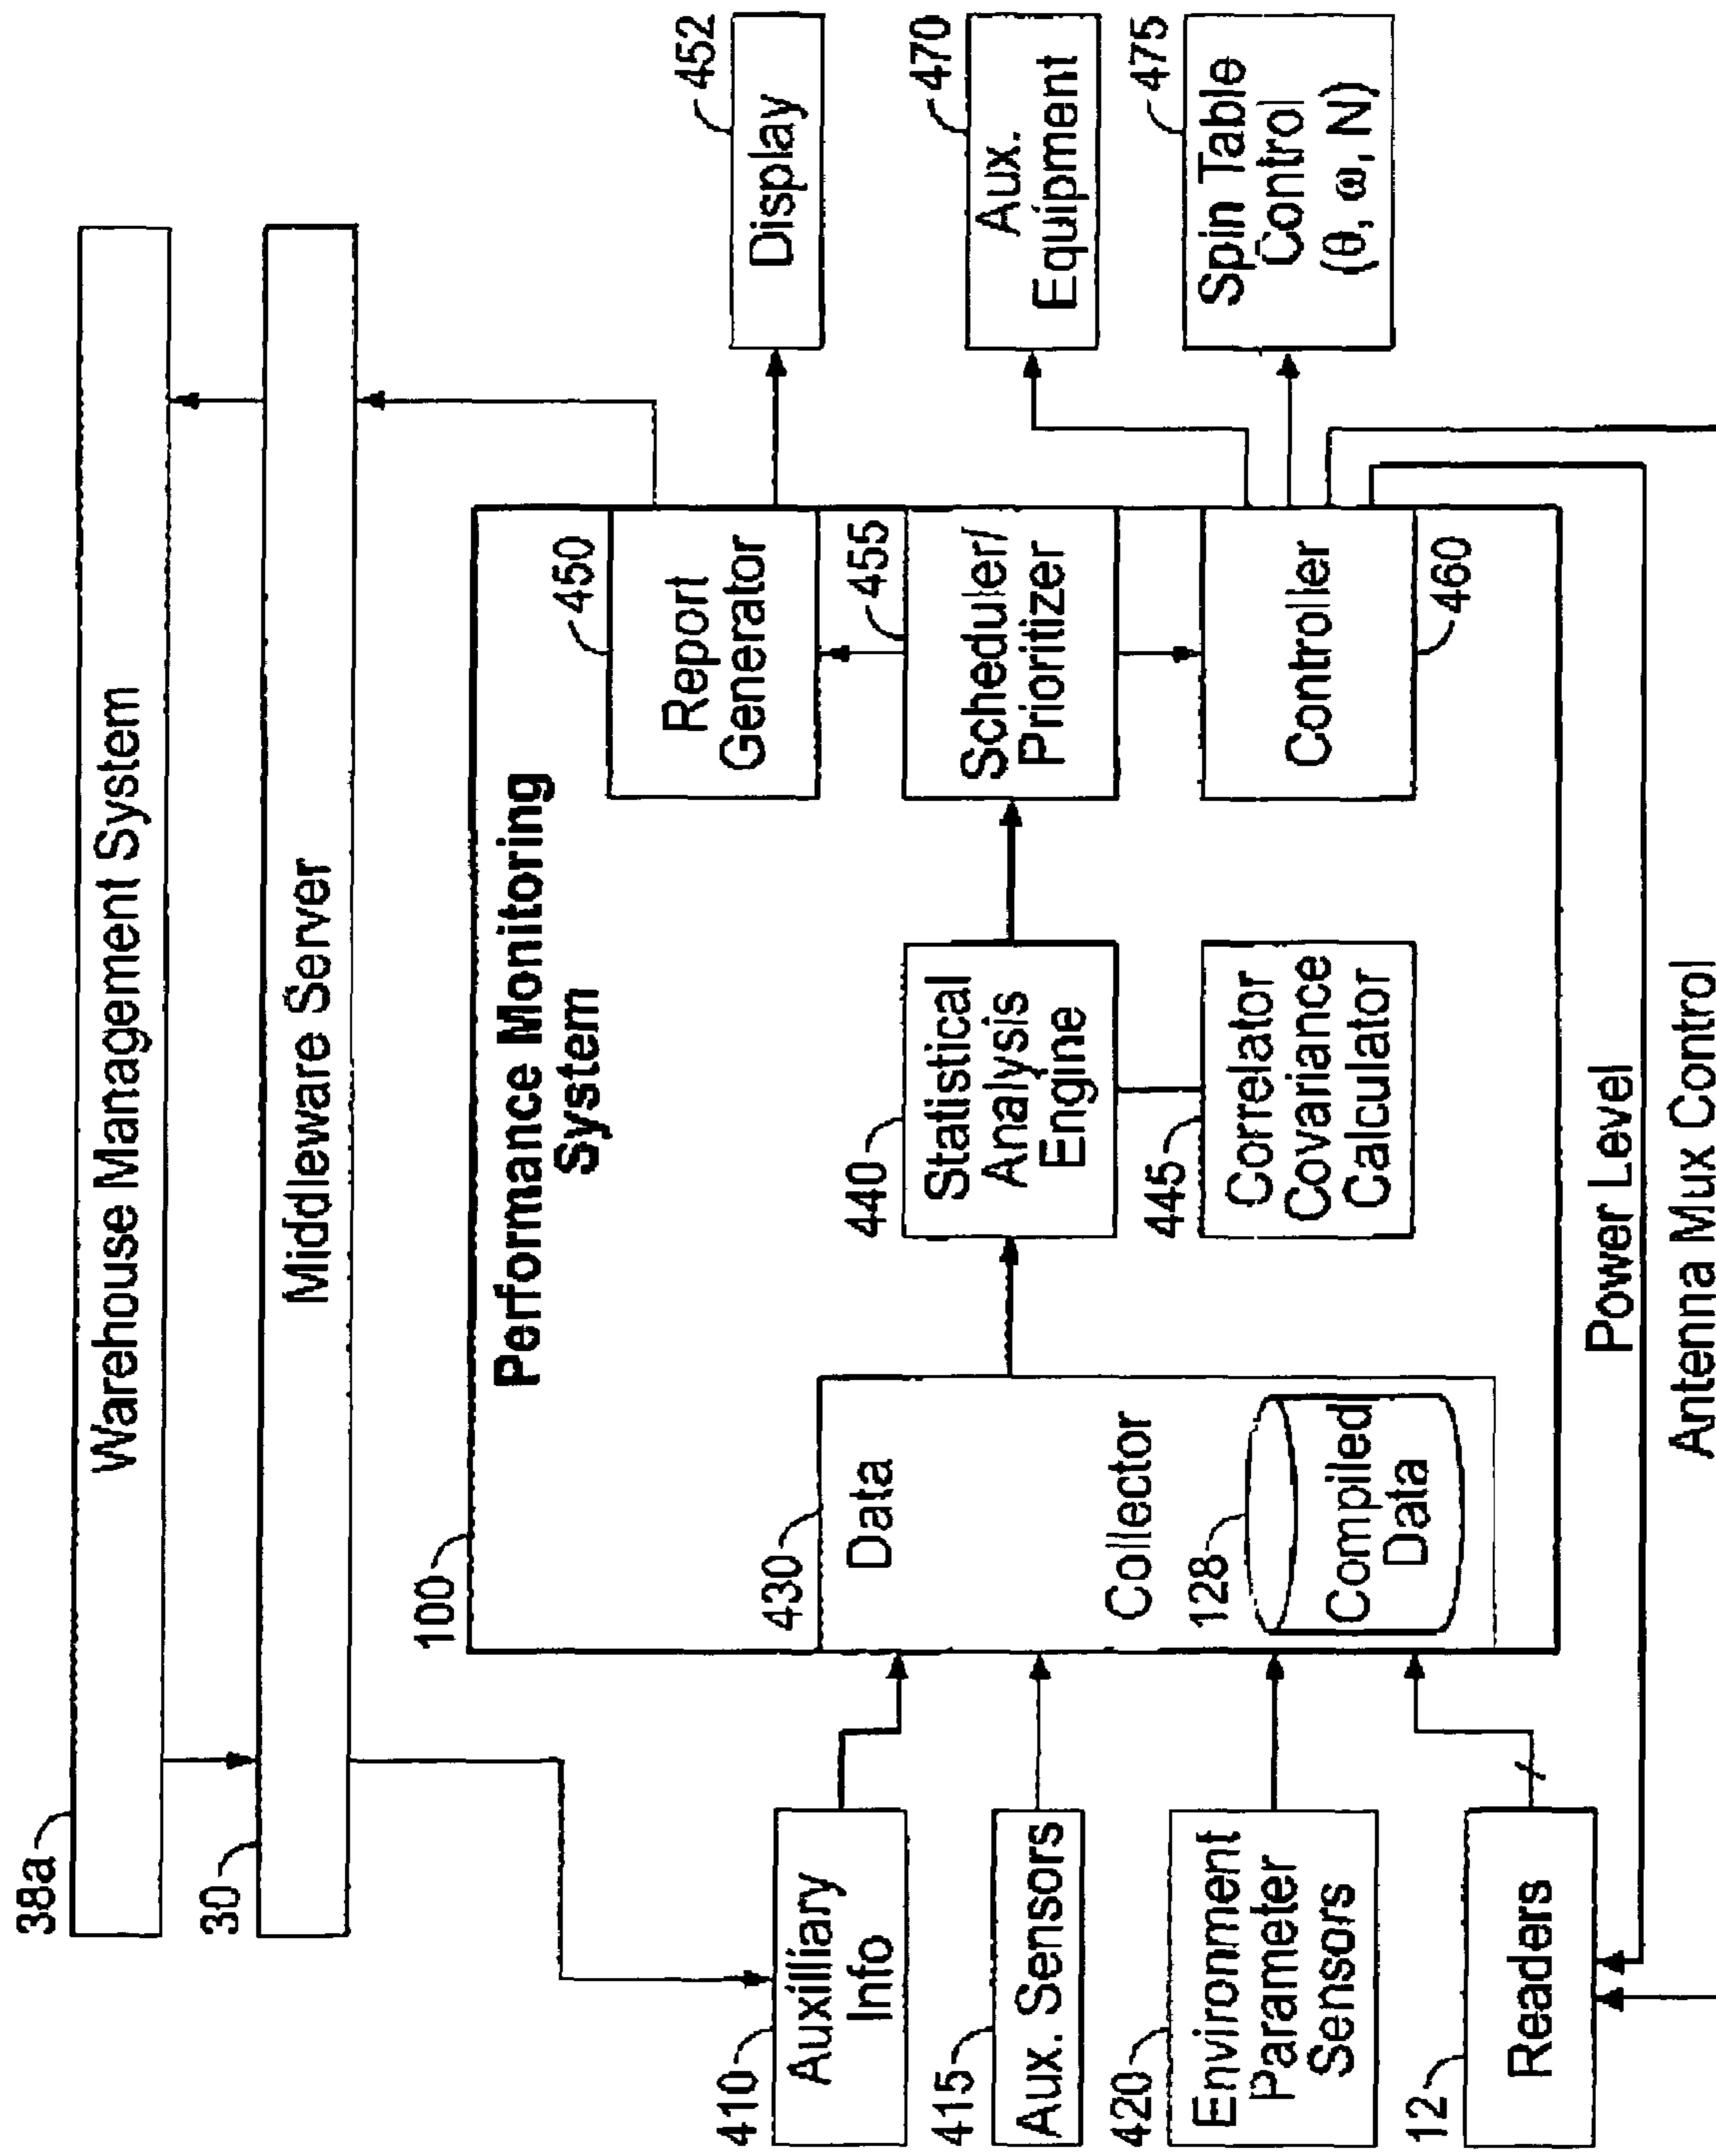 38a
Warehouse Management System
30
Middleware Server
100
Performance Monitoring
System
410
Auxilliary
Info
415
Aux. Sensors
420
Environment
Parameter
Sensors
12
Readers
430
Data
Collector
128
Compiled
Data
440
Statistical
Analysis
Engine
445
Correlator
Covariance
Calculator
450
Report
Generator
455
Scheduler/
Prioritizer
Controller
460
452
Display
470
Aux.
Equipment
475
Spin Table
Control
(θ, ω, N)
Power Level
Antenna Mux Control